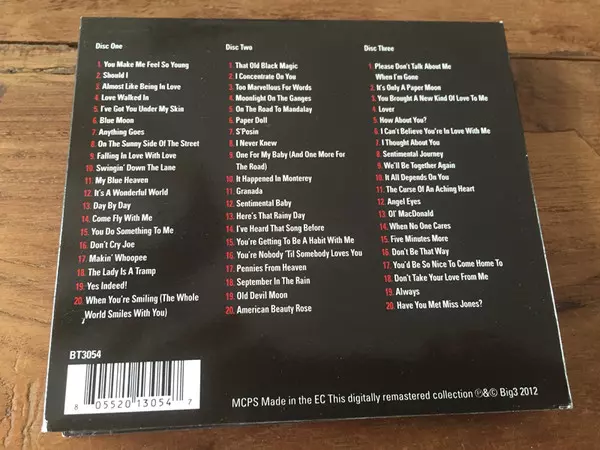 Disc One
1. You Make Me Feel So Young
2. Should I
3. Almost Like Being In Love
4. Love Walked In
5. I've Got You Under My Skin
6. Blue Moon
7. Anything Goes
8. On The Sunny Side Of The Street
9. Falling In Love With Love
10. Swingin' Down The Lane
11. My Blue Heaven
12. It's A Wonderful World
13. Day By Day
14. Come Fly With Me
15. You Do Something To Me
16. Don't Cry Joe
17. Makin' Whoopee
18. The Lady Is A Tramp
19. Yes Indeed!
20. When You're Smiling (The Whole
World Smiles With You)
Disc Two
1. That Old Black Magic
2. I Concentrate On You
3. Too Marvellous For Words
4. Moonlight On The Ganges
5. On The Road To Mandalay
6. Paper Doll
7. S'Posin
8. I Never Knew
9. One For My Baby (And One More For
The Road)
10. It Happened In Monterey
11. Granada
12. Sentimental Baby
13. Here's That Rainy Day
14. I've Heard That Song Before
15. You're Getting To Be A Habit With Me
16. You're Nobody 'Til Somebody Loves You
17. Pennies From Heaven
18. September In The Rain
19. Old Devil Moon
20. American Beauty Rose
Disc Three
1. Please Don't Talk About Me
When I'm Gone
2. It's Only A Paper Moon
3. You Brought A New Kind Of Love To Me
4. Lover
5. How About You?
6. I Can't Believe You're In Love With Me
7. I Thought About You
8. Sentimental Journey
9. We'll Be Together Again
10. It All Depends On You
11. The Curse Of An Aching Heart
12. Angel Eyes
13. Ol' MacDonald
14. When No One Cares
15. Five Minutes More
16. Don't Be That Way
17. You'd Be So Nice To Come Home To
18. Don't Take Your Love From Me
19. Always
20. Have You Met Miss Jones?
BT3054
8 05520 13054 7
MCPS Made in the EC This digitally remastered collection ℗&© Big3 2012